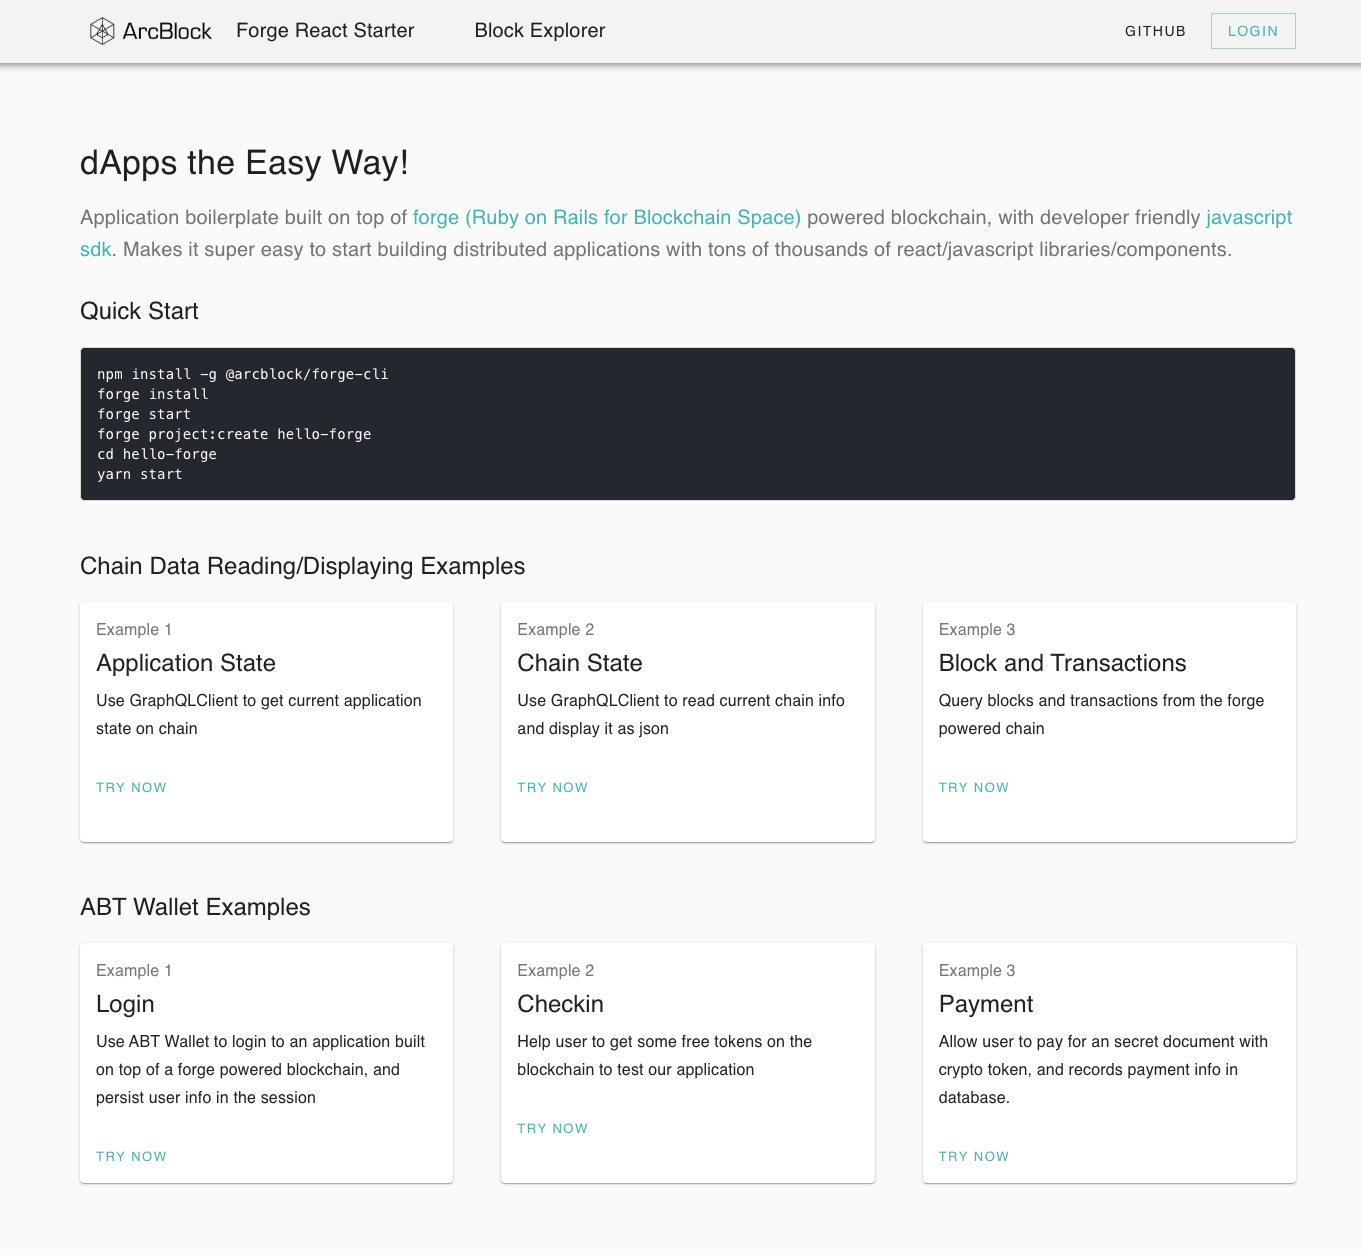 ArcBlock Forge React Starter Block Explorer GITHUB LOGIN
dApps the Easy Way!
Application boilerplate built on top of forge (Ruby on Rails for Blockchain Space) powered blockchain, with developer friendly javascript
sdk. Makes it super easy to start building distributed applications with tons of thousands of react/javascript libraries/components.
Quick Start
npm install -g @arcblock/forge-cli
forge install
forge start
forge project:create hello-forge
cd hello-forge
yarn start
Chain Data Reading/Displaying Examples
Example 1
Application State
Use GraphQLClient to get current application
state on chain
TRY NOW
Example 2
Chain State
Use GraphQLClient to read current chain info
and display it as json
TRY NOW
Example 3
Block and Transactions
Query blocks and transactions from the forge
powered chain
TRY NOW
ABT Wallet Examples
Example 1
Login
Use ABT Wallet to login to an application built
on top of a forge powered blockchain, and
persist user info in the session
TRY NOW
Example 2
Checkin
Help user to get some free tokens on the
blockchain to test our application
TRY NOW
Example 3
Payment
Allow user to pay for an secret document with
crypto token, and records payment info in
database.
TRY NOW